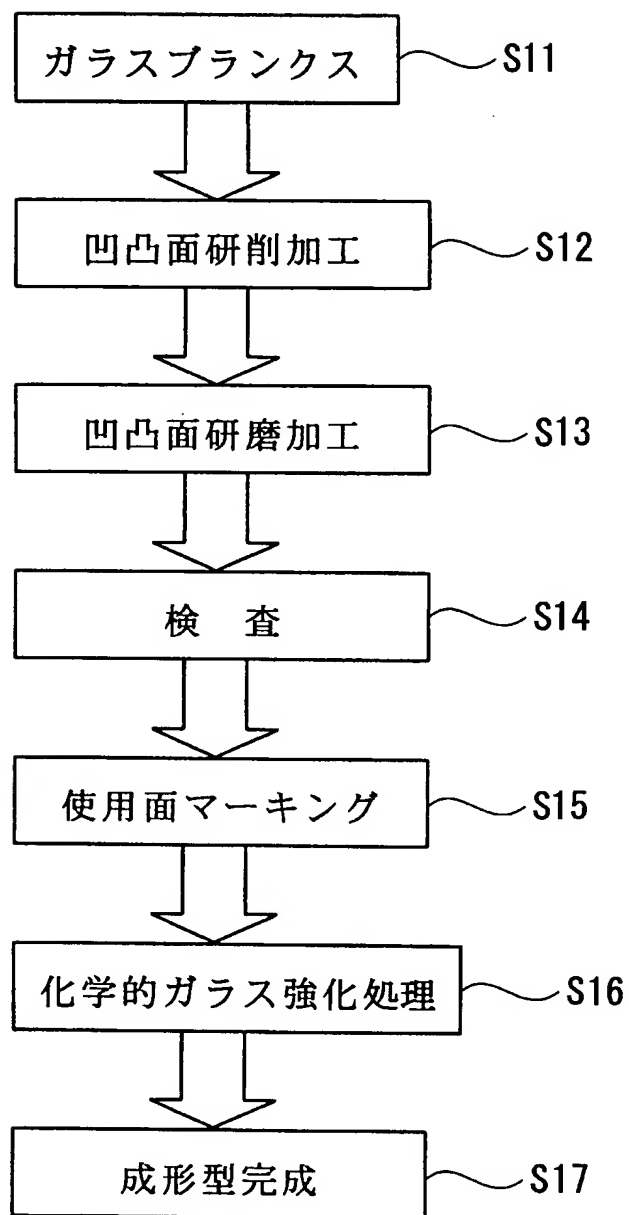 ガラスブランクス S11
凹凸面研削加工 S12
凹凸面研磨加工 S13
検 査 S14
使用面マーキング S15
化学的ガラス強化処理 S16
成形型完成 S17